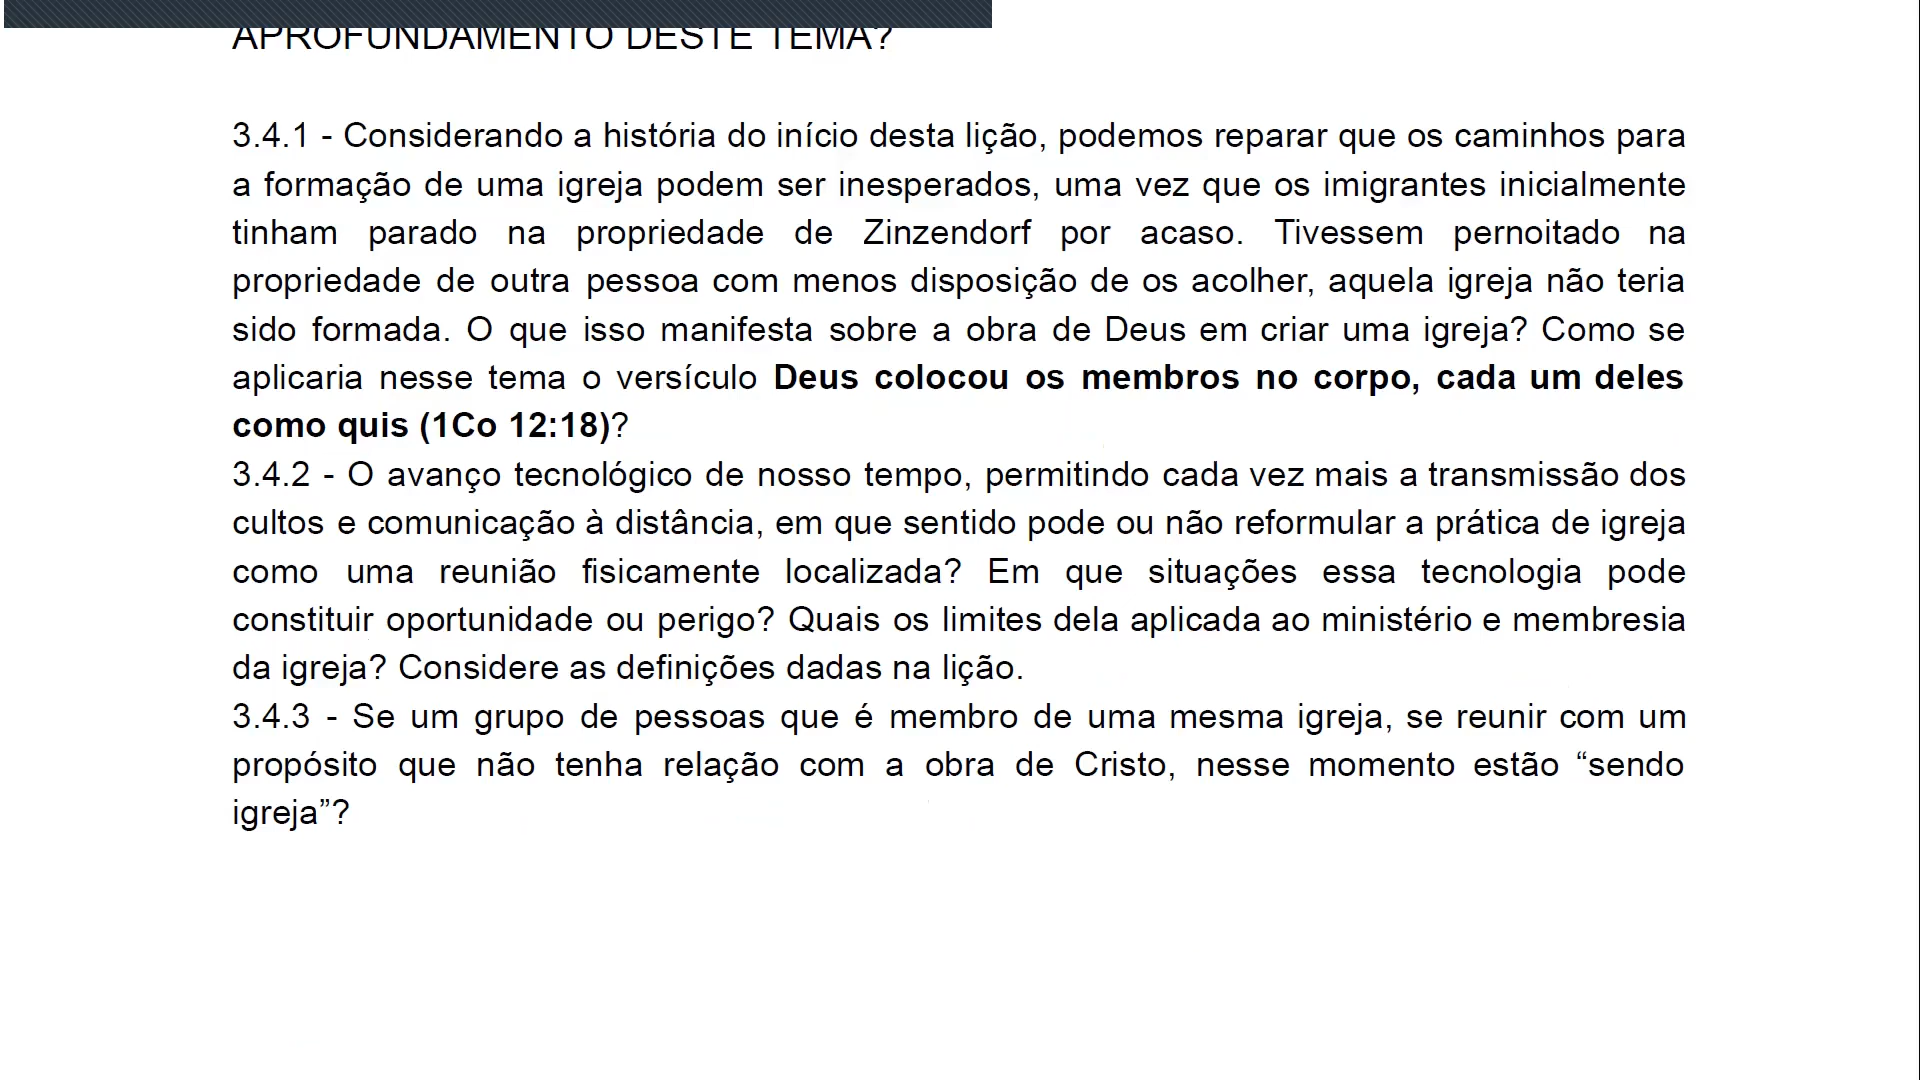 APROFUNDAMENTO DESTE TEMA?
3.4.1 - Considerando a história do início desta lição, podemos reparar que os caminhos para
a formação de uma igreja podem ser inesperados, uma vez que os imigrantes inicialmente
tinham parado na propriedade de Zinzendorf por acaso. Tivessem pernoitado na
propriedade de outra pessoa com menos disposição de os acolher, aquela igreja não teria
sido formada. O que isso manifesta sobre a obra de Deus em criar uma igreja? Como se
aplicaria nesse tema o versículo Deus colocou os membros no corpo, cada um deles
como quis (1Co 12:18)?
3.4.2 - O avanço tecnológico de nosso tempo, permitindo cada vez mais a transmissão dos
cultos e comunicação à distância, em que sentido pode ou não reformular a prática de igreja
como uma reunião fisicamente localizada? Em que situações essa tecnologia pode
constituir oportunidade ou perigo? Quais os limites dela aplicada ao ministério e membresia
da igreja? Considere as definições dadas na lição.
3.4.3 - Se um grupo de pessoas que é membro de uma mesma igreja, se reunir com um
propósito que não tenha relação com a obra de Cristo, nesse momento estão “sendo
igreja”?